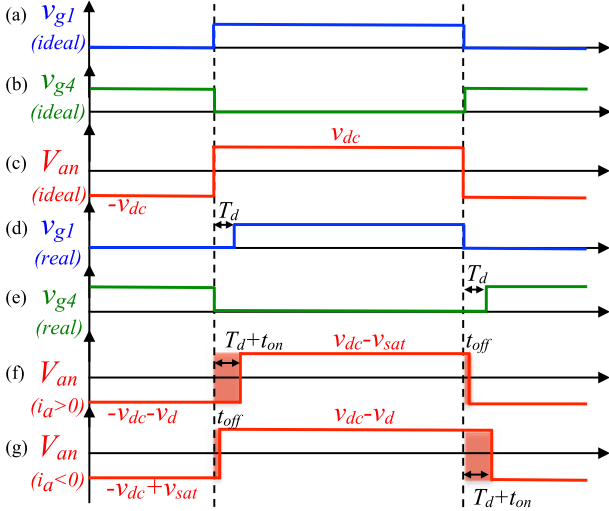 (a) v_g1
(ideal)
(b) v_g4
(ideal)
v_dc
(c) V_an
(ideal) -v_dc
T_d
(d) v_g1
(real)
T_d
(e) v_g4
(real)
T_d+t_on v_dc-v_sat t_off
(f) V_an
(i_a>0) -v_dc-v_d
t_off v_dc-v_d
(g) V_an
(i_a<0) -v_dc+v_sat
T_d+t_on